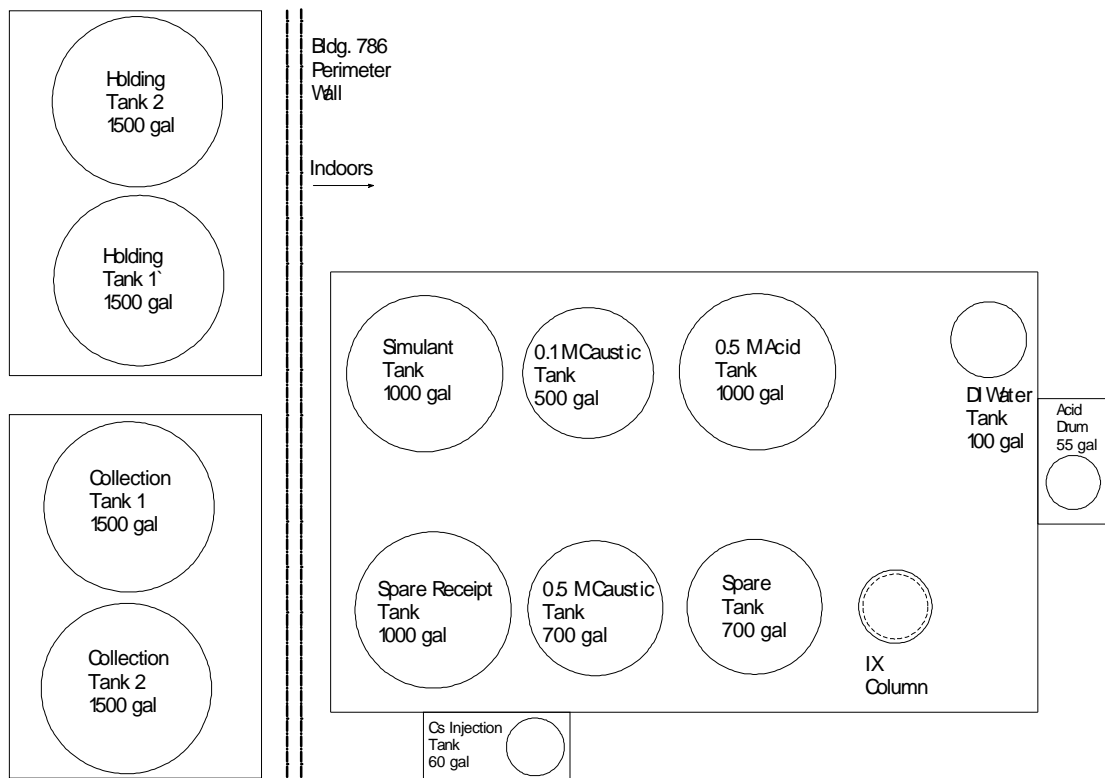 Holding
Tank 2
1500 gal
Bldg. 786
Perimeter
Wall
Indoors
Holding
Tank 1`
1500 gal
Simulant
Tank
1000 gal
0.1 M Caustic
Tank
500 gal
0.5 M Acid
Tank
1000 gal
DI Water
Tank
100 gal
Acid
Drum
55 gal
Collection
Tank 1
1500 gal
Spare Receipt
Tank
1000 gal
0.5 M Caustic
Tank
700 gal
Spare
Tank
700 gal
IX
Column
Collection
Tank 2
1500 gal
Cs Injection
Tank
60 gal